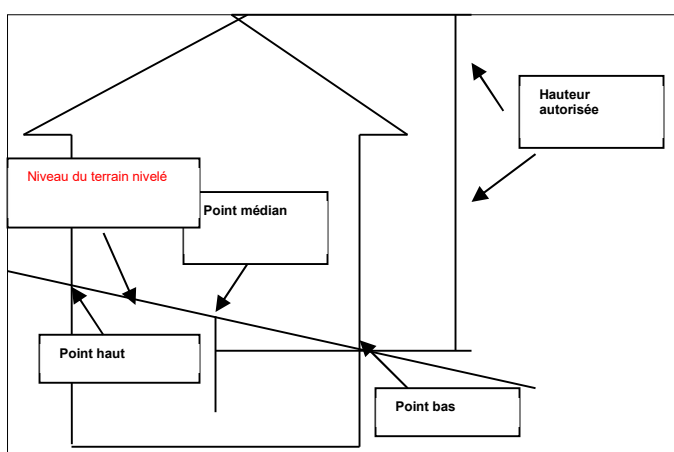 Hauteur
autorisée
Niveau du terrain nivelé
Point médian
Point haut
Point bas